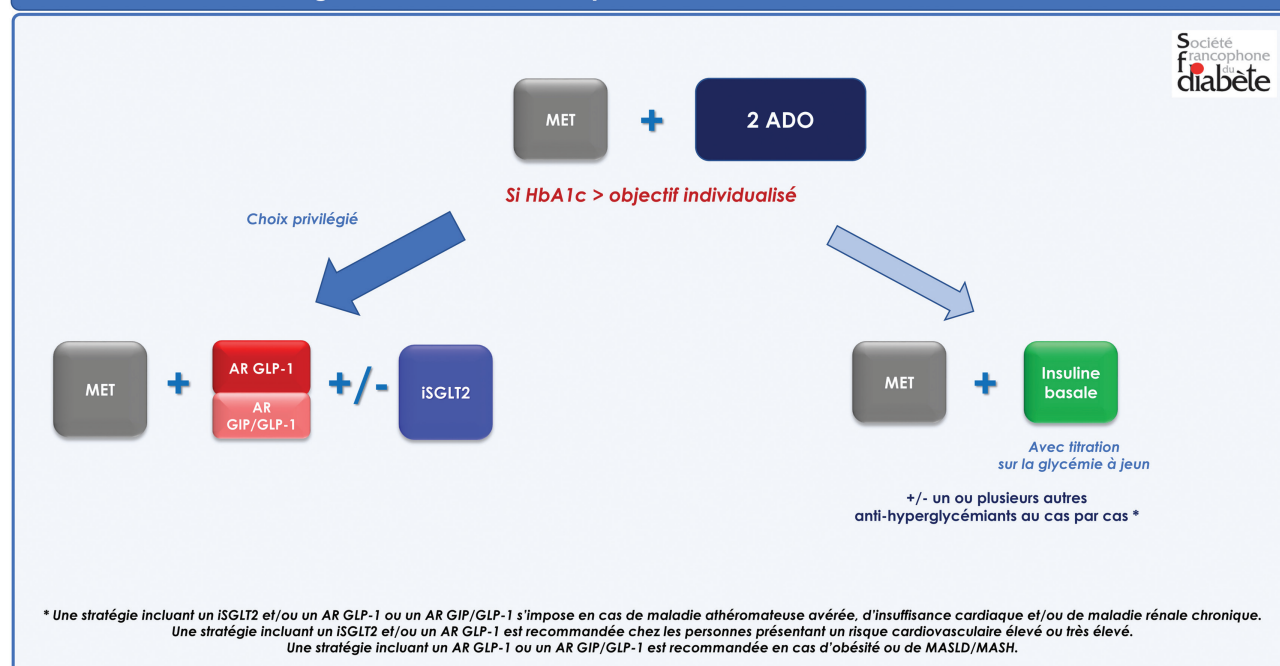 Société
francophone
du
diabète
MET
+
2 ADO
Si HbA1c > objectif individualisé
Choix privilégié
MET
+
AR GLP-1
AR
GIP/GLP-1
+/-
iSGLT2
MET
+
Insuline
basale
Avec titration
sur la glycémie à jeun
+/- un ou plusieurs autres
anti-hyperglycémiants au cas par cas *
* Une stratégie incluant un iSGLT2 et/ou un AR GLP-1 ou un AR GIP/GLP-1 s'impose en cas de maladie athéromateuse avérée, d'insuffisance cardiaque et/ou de maladie rénale chronique.
Une stratégie incluant un iSGLT2 et/ou un AR GLP-1 est recommandée chez les personnes présentant un risque cardiovasculaire élevé ou très élevé.
Une stratégie incluant un AR GLP-1 ou un AR GIP/GLP-1 est recommandée en cas d'obésité ou de MASLD/MASH.